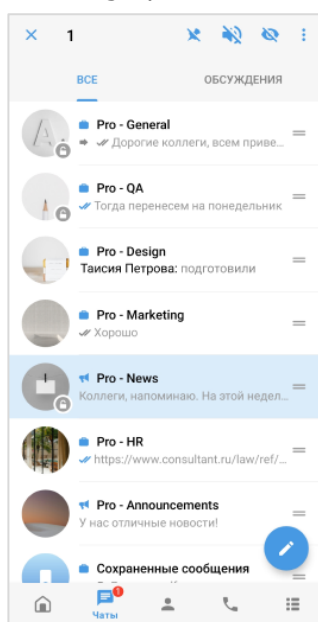 1
ВСЕ ОБСУЖДЕНИЯ
Pro - General
Дорогие коллеги, всем приве...
Pro - QA
Тогда перенесем на понедельник
Pro - Design
Таисия Петрова: подготовили
Pro - Marketing
Хорошо
Pro - News
Коллеги, напоминаю. На этой недел...
Pro - HR
https://www.consultant.ru/law/ref/...
Pro - Announcements
У нас отличные новости!
Сохраненные сообщения
1
Чаты